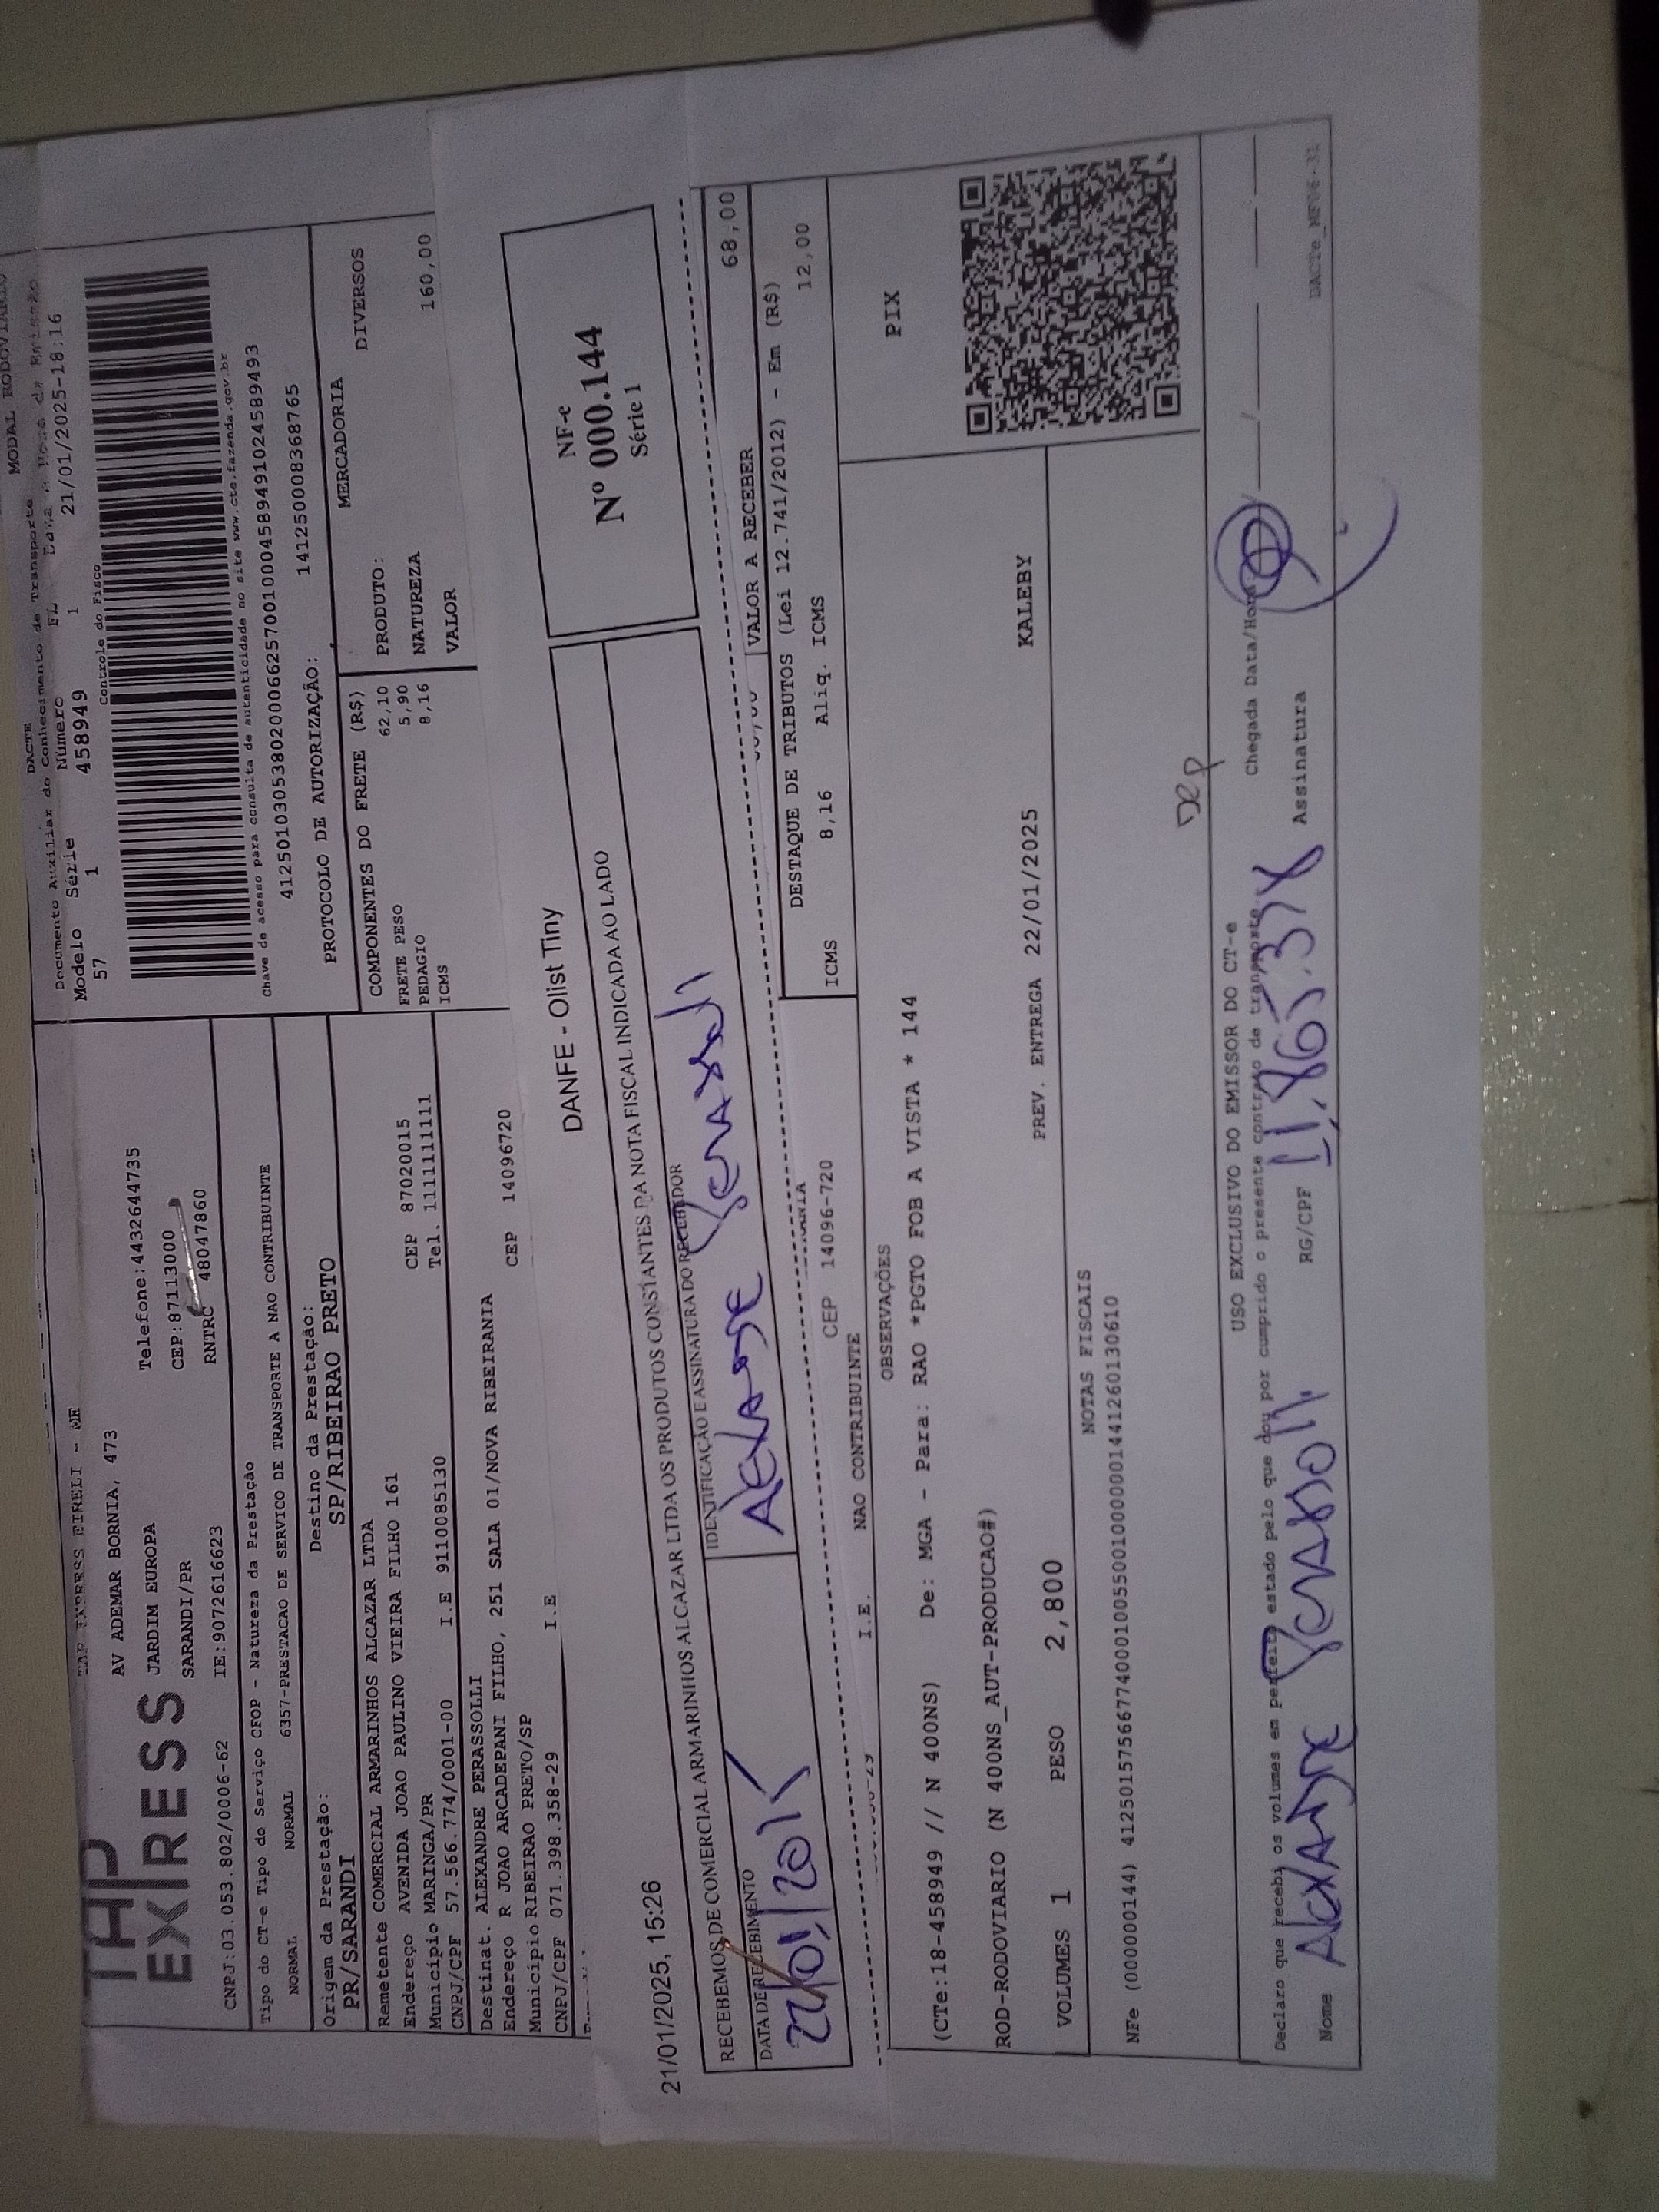 MODAL RODOVIARIO
DACTE
Documento Auxiliar do Conhecimento de Transporte
Modelo Série Número FL Data e Hora de Emissão
57 1 458949 1 21/01/2025-18:16
Controle do Fisco
TAP EXPRESS
TAP EXPRESS EIRELI - ME
AV ADEMAR BORNIA, 473
JARDIM EUROPA Telefone:4432644735
SARANDI/PR CEP:87113000
CNPJ:03.053.802/0006-62 IE:9072616623 RNTRC 48047860
Chave de acesso para consulta de autenticidade no site www.cte.fazenda.gov.br
41250103053802000662570010004589491024589493
PROTOCOLO DE AUTORIZAÇÃO: 141250008368765
Tipo do CT-e Tipo do Serviço CFOP - Natureza da Prestação
NORMAL NORMAL 6357-PRESTACAO DE SERVICO DE TRANSPORTE A NAO CONTRIBUINTE
Origem da Prestação: Destino da Prestação:
PR/SARANDI SP/RIBEIRAO PRETO
COMPONENTES DO FRETE (R$) MERCADORIA
FRETE PESO 62,10 PRODUTO: DIVERSOS
PEDAGIO 5,90 NATUREZA
ICMS 8,16 VALOR 160,00
Remetente COMERCIAL ARMARINHOS ALCAZAR LTDA
Endereço AVENIDA JOAO PAULINO VIEIRA FILHO 161
Município MARINGA/PR CEP 87020015
CNPJ/CPF 57.566.774/0001-00 I.E 9110085130 Tel. 1111111111
Destinat. ALEXANDRE PERASSOLLI
Endereço R JOAO ARCADEPANI FILHO, 251 SALA 01/NOVA RIBEIRANIA
Município RIBEIRAO PRETO/SP CEP 14096720
CNPJ/CPF 071.398.358-29 I.E
21/01/2025, 15:26 DANFE - Olist Tiny
RECEBEMOS DE COMERCIAL ARMARINHOS ALCAZAR LTDA OS PRODUTOS CONSTANTES DA NOTA FISCAL INDICADA AO LADO
NF-e
Nº 000.144
Série 1
DATA DE RECEBIMENTO IDENTIFICAÇÃO E ASSINATURA DO RECEBEDOR
VALOR A RECEBER 68,00
DESTAQUE DE TRIBUTOS (Lei 12.741/2012) - Em (R$)
ICMS 8,16 Aliq. ICMS 12,00
CEP 14096-720
I.E. NAO CONTRIBUINTE
OBSERVAÇÕES
PIX
(CTe:18-458949 // N 400NS) De: MGA - Para: RAO *PGTO FOB A VISTA * 144
ROD-RODOVIARIO (N 400NS_AUT-PRODUCAO#)
VOLUMES 1 PESO 2,800 PREV. ENTREGA 22/01/2025 KALEBY
NOTAS FISCAIS
NFe (000000144) 41250157566774000100550010000001441260130610
USO EXCLUSIVO DO EMISSOR DO CT-e
Declaro que recebi os volumes em perfeito estado pelo que dou por cumprido o presente contrato de transporte. Chegada Data/Hora
Nome Alexandre RG/CPF Assinatura
DACTe